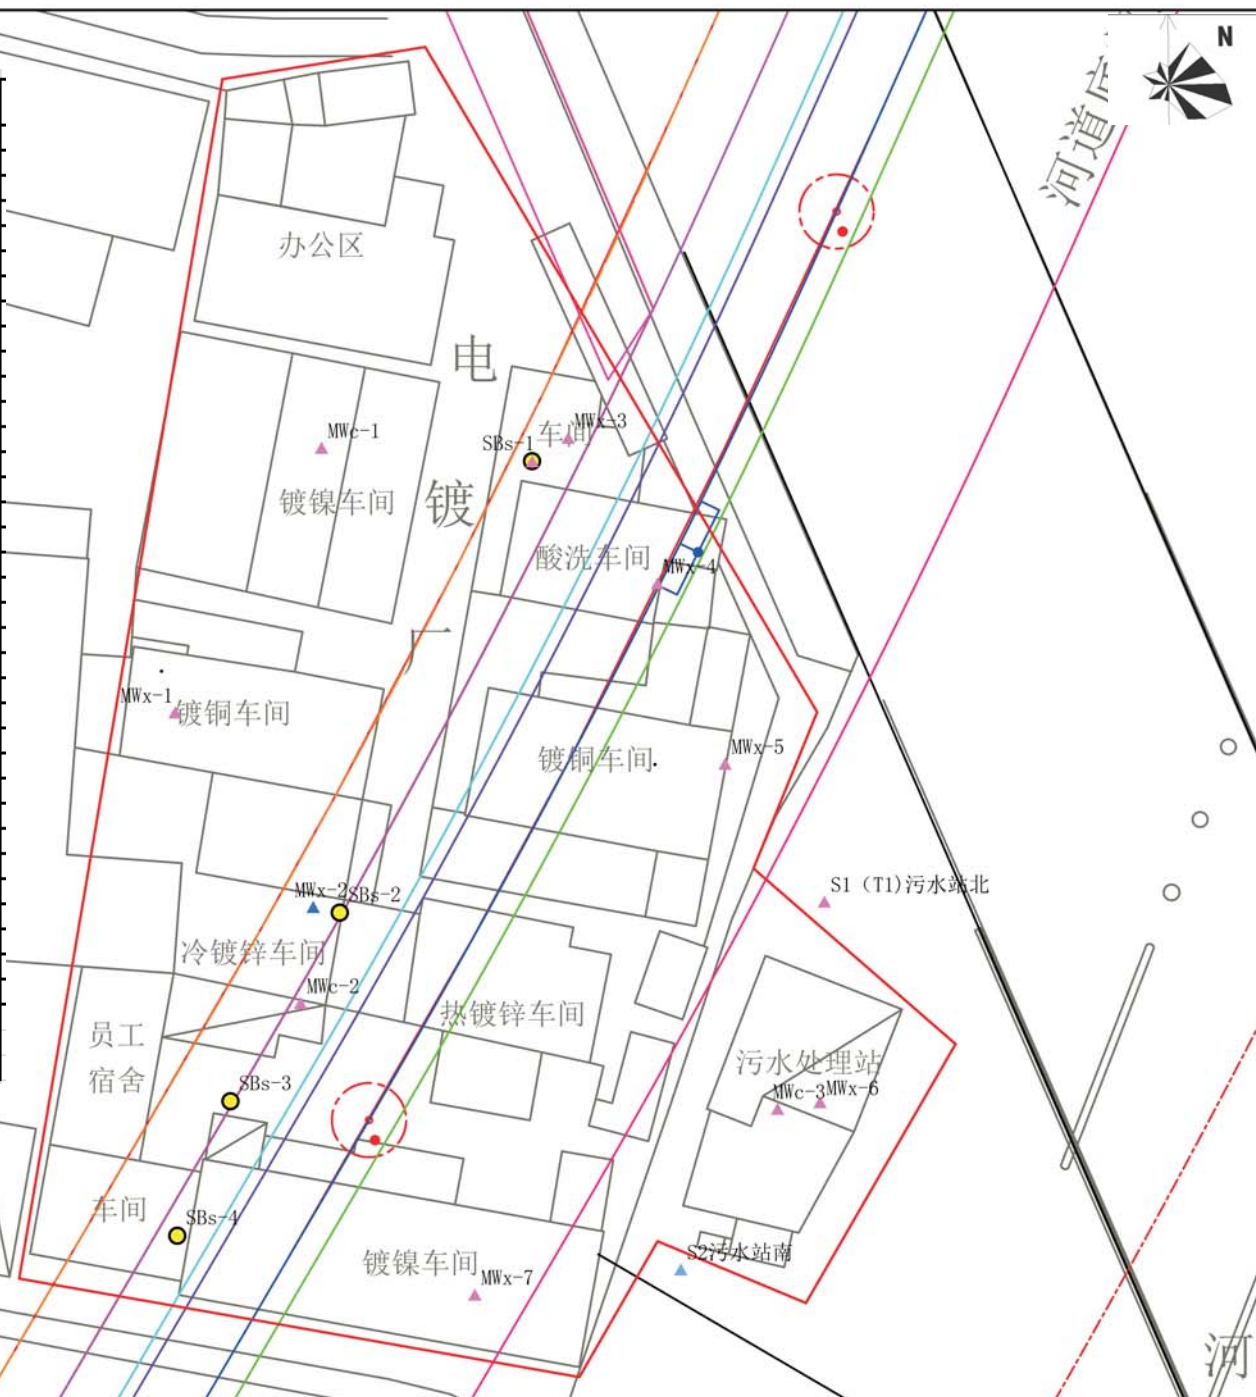 N
河道
办公区
电
镀
厂
MWc-1
MWx-3
SBs-1
车间
镀镍车间
酸洗车间
MWx-4
MWx-1
镀铜车间
镀铜车间
MWx-5
S1（T1)污水站北
MWx-2
SBs-2
冷镀锌车间
MWc-2
热镀锌车间
员工
宿舍
污水处理站
MWc-3
MWx-6
SBs-3
车间
SBs-4
S2污水站南
镀镍车间
MWx-7
河